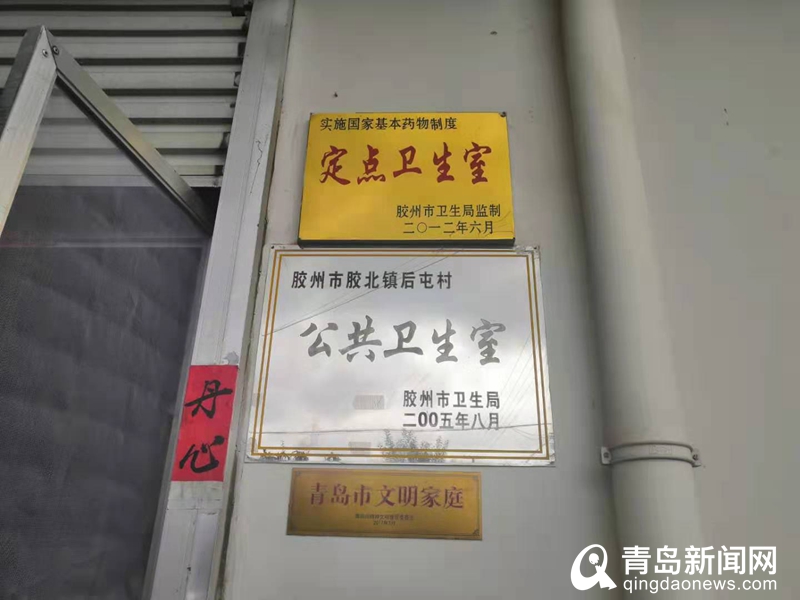 实施国家基本药物制度
定点卫生室
胶州市卫生局监制
二〇一二年六月
胶州市胶北镇后屯村
公共卫生室
胶州市卫生局
二00五年八月
丹心
青岛市文明家庭
青岛新闻网
qingdaonews.com